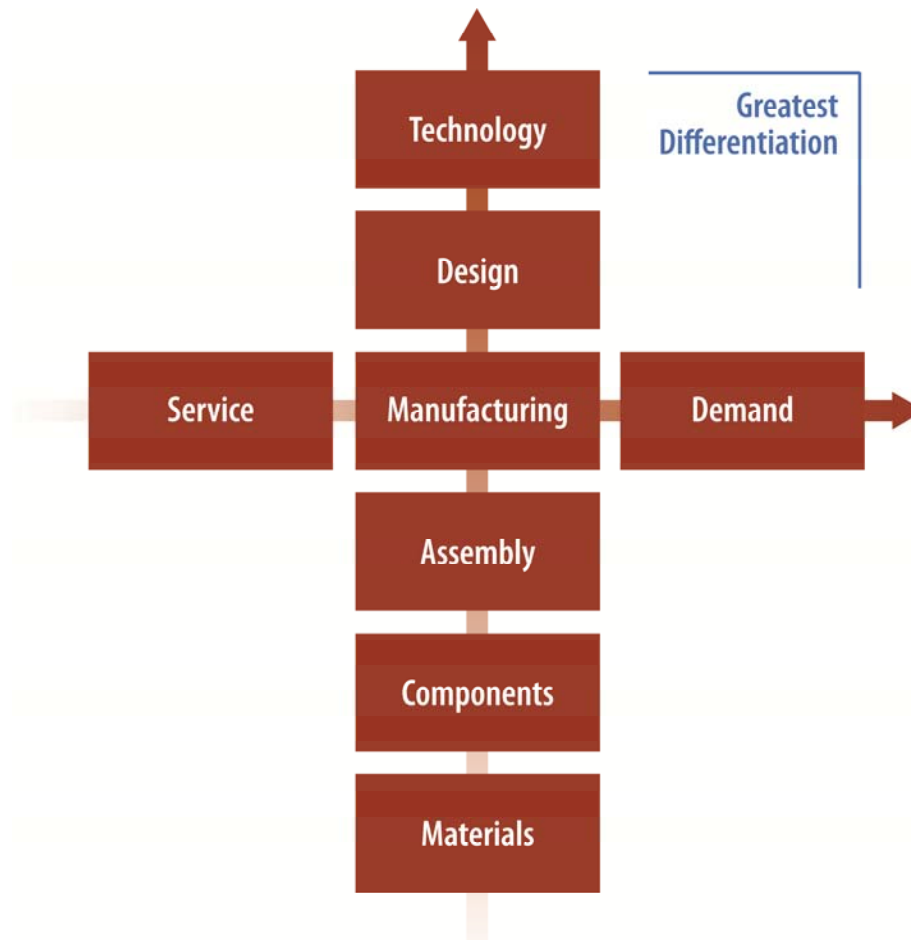 Technology
Greatest
Differentiation
Design
Service
Manufacturing
Demand
Assembly
Components
Materials